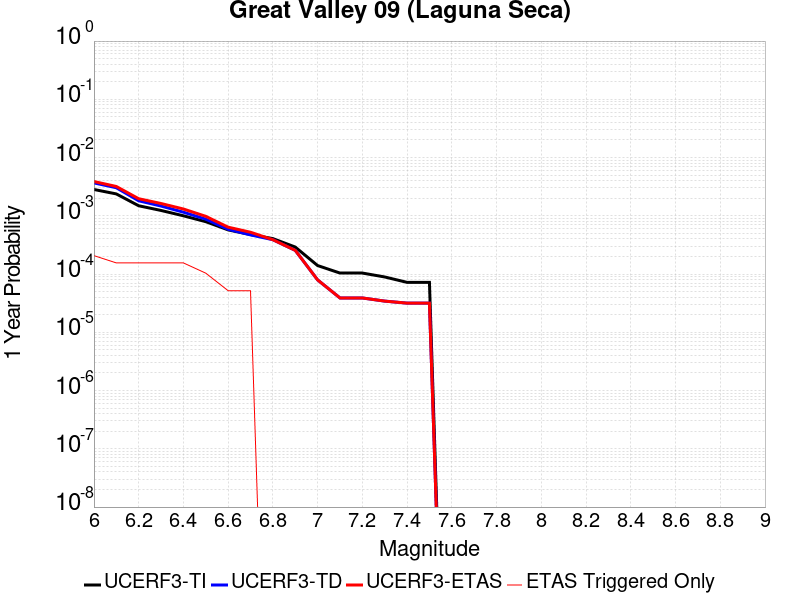 Great Valley 09 (Laguna Seca)
10^0
10^-1
10^-2
10^-3
10^-4
10^-5
10^-6
10^-7
10^-8
1 Year Probability
6 6.2 6.4 6.6 6.8 7 7.2 7.4 7.6 7.8 8 8.2 8.4 8.6 8.8 9
Magnitude
UCERF3-TI UCERF3-TD UCERF3-ETAS ETAS Triggered Only